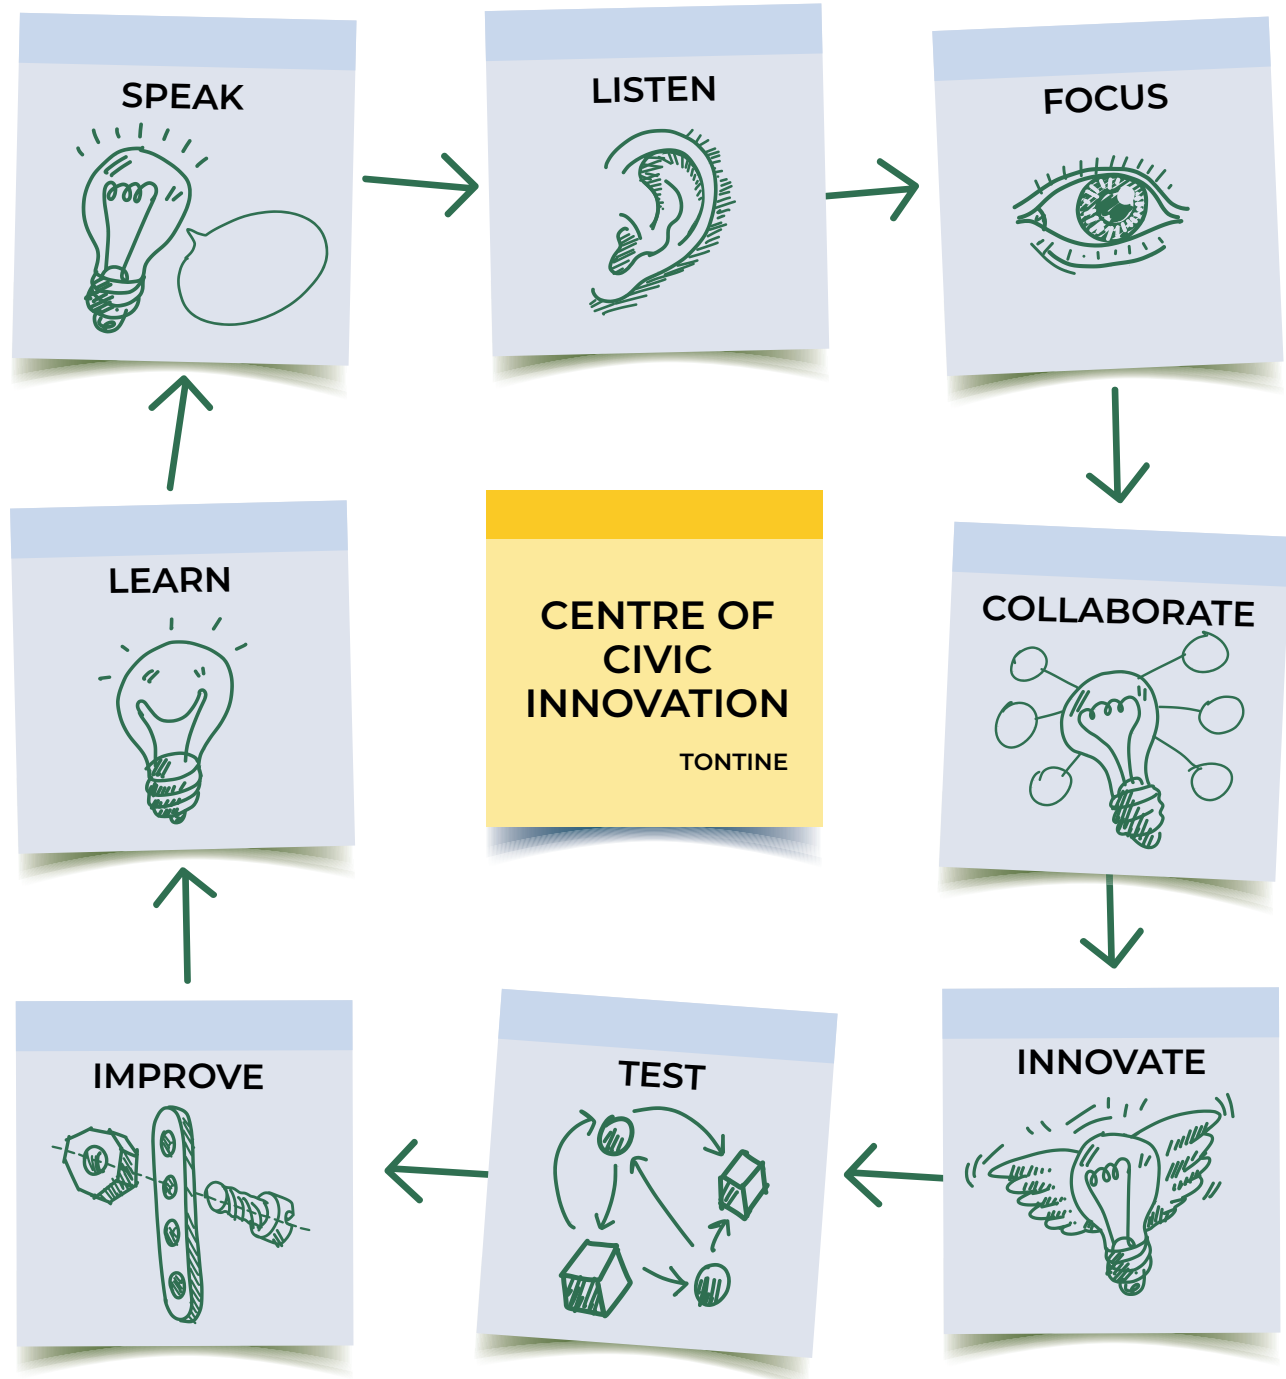 SPEAK
LISTEN
FOCUS
LEARN
CENTRE OF
CIVIC
INNOVATION
TONTINE
COLLABORATE
IMPROVE
TEST
INNOVATE